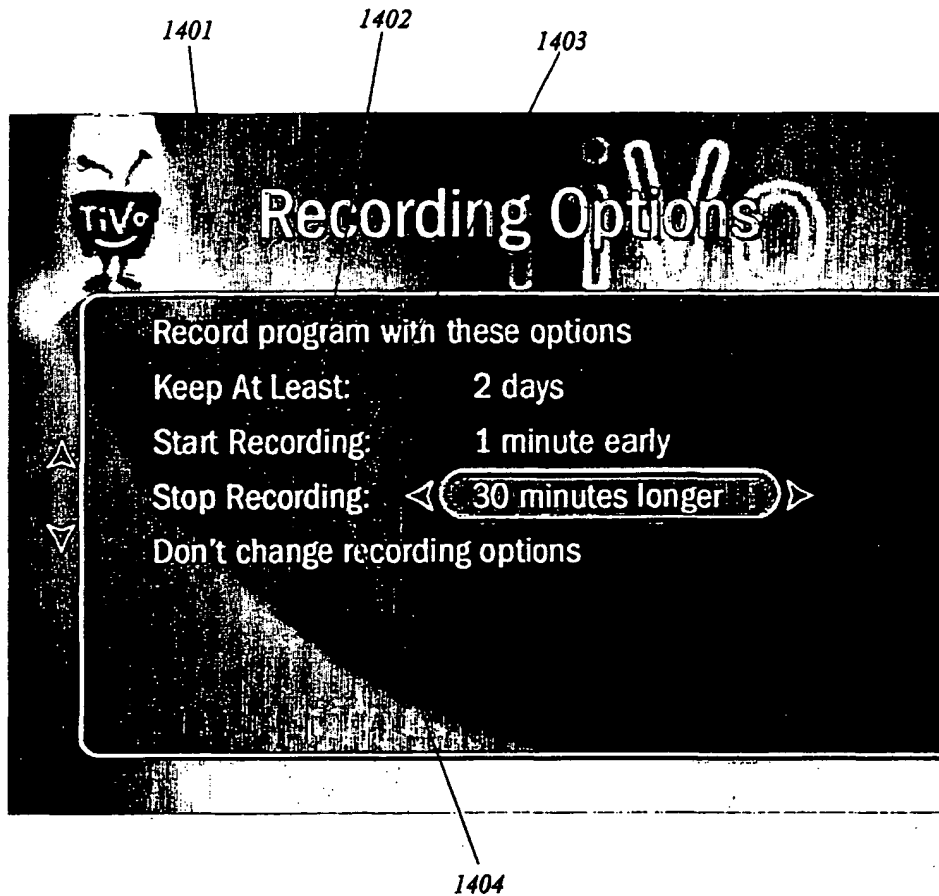 1401 1402 1403
TiVo
TiVo
Recording Options
Record program with these options
Keep At Least: 2 days
Start Recording: 1 minute early
Stop Recording: 30 minutes longer
Don't change recording options
1404